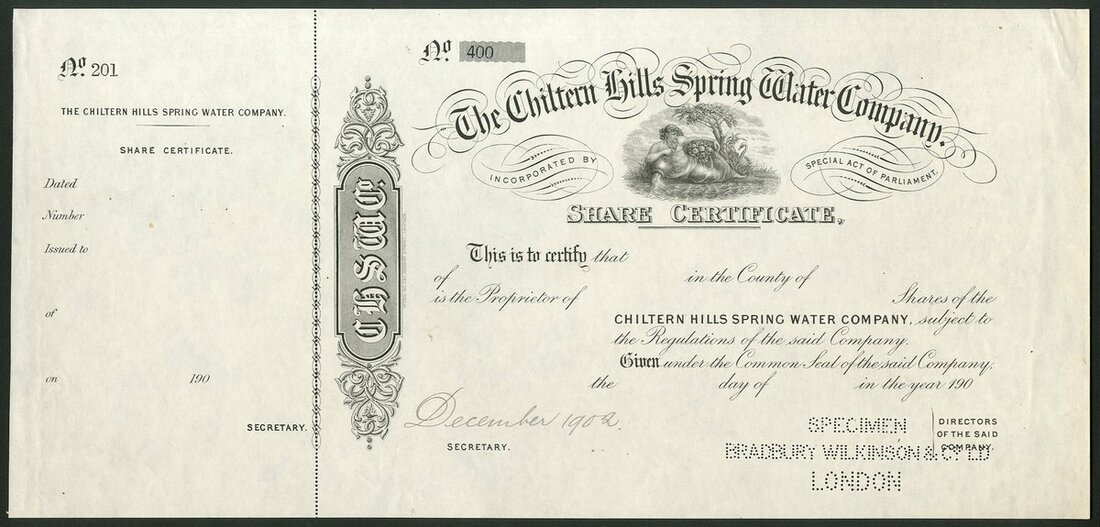 No 201
THE CHILTERN HILLS SPRING WATER COMPANY.
SHARE CERTIFICATE.
Dated
Number
Issued to
of
on 190
SECRETARY.
C H S W Co.
No 400
The Chiltern Hills Spring Water Company.
INCORPORATED BY
SPECIAL ACT OF PARLIAMENT.
SHARE CERTIFICATE,
This is to certify that
of in the County of
is the Proprietor of Shares of the
CHILTERN HILLS SPRING WATER COMPANY, subject to
the Regulations of the said Company.
Given under the Common Seal of the said Company,
the day of in the year 190
December 1902.
SECRETARY.
DIRECTORS
OF THE SAID
COMPANY.
SPECIMEN
BRADBURY WILKINSON & Co LD
LONDON